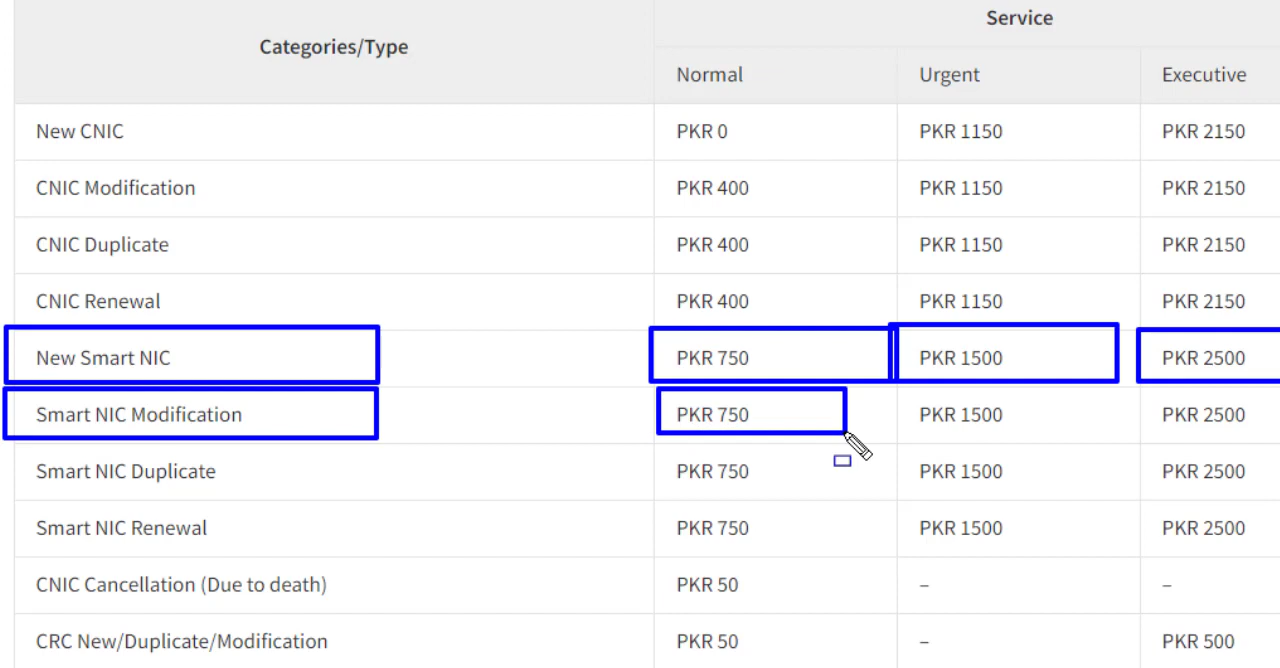 Categories/Type Service
Normal Urgent Executive
New CNIC PKR 0 PKR 1150 PKR 2150
CNIC Modification PKR 400 PKR 1150 PKR 2150
CNIC Duplicate PKR 400 PKR 1150 PKR 2150
CNIC Renewal PKR 400 PKR 1150 PKR 2150
New Smart NIC PKR 750 PKR 1500 PKR 2500
Smart NIC Modification PKR 750 PKR 1500 PKR 2500
Smart NIC Duplicate PKR 750 PKR 1500 PKR 2500
Smart NIC Renewal PKR 750 PKR 1500 PKR 2500
CNIC Cancellation (Due to death) PKR 50 – –
CRC New/Duplicate/Modification PKR 50 – PKR 500